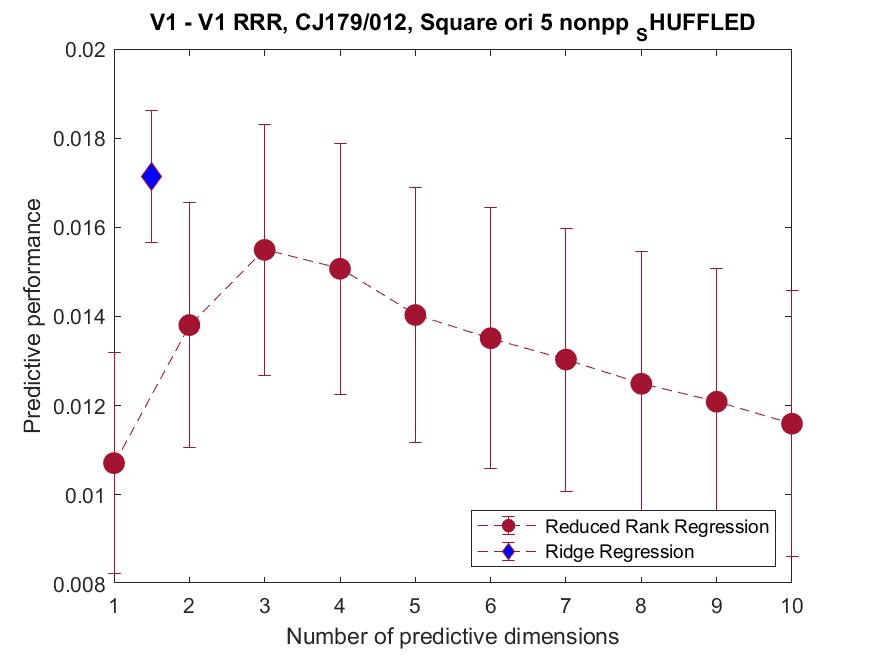 V1 - V1 RRR, CJ179/012, Square ori 5 nonpp SHUFFLED
0.02
0.018
0.016
0.014
0.012
0.01
0.008
Predictive performance
Reduced Rank Regression
Ridge Regression
1 2 3 4 5 6 7 8 9 10
Number of predictive dimensions